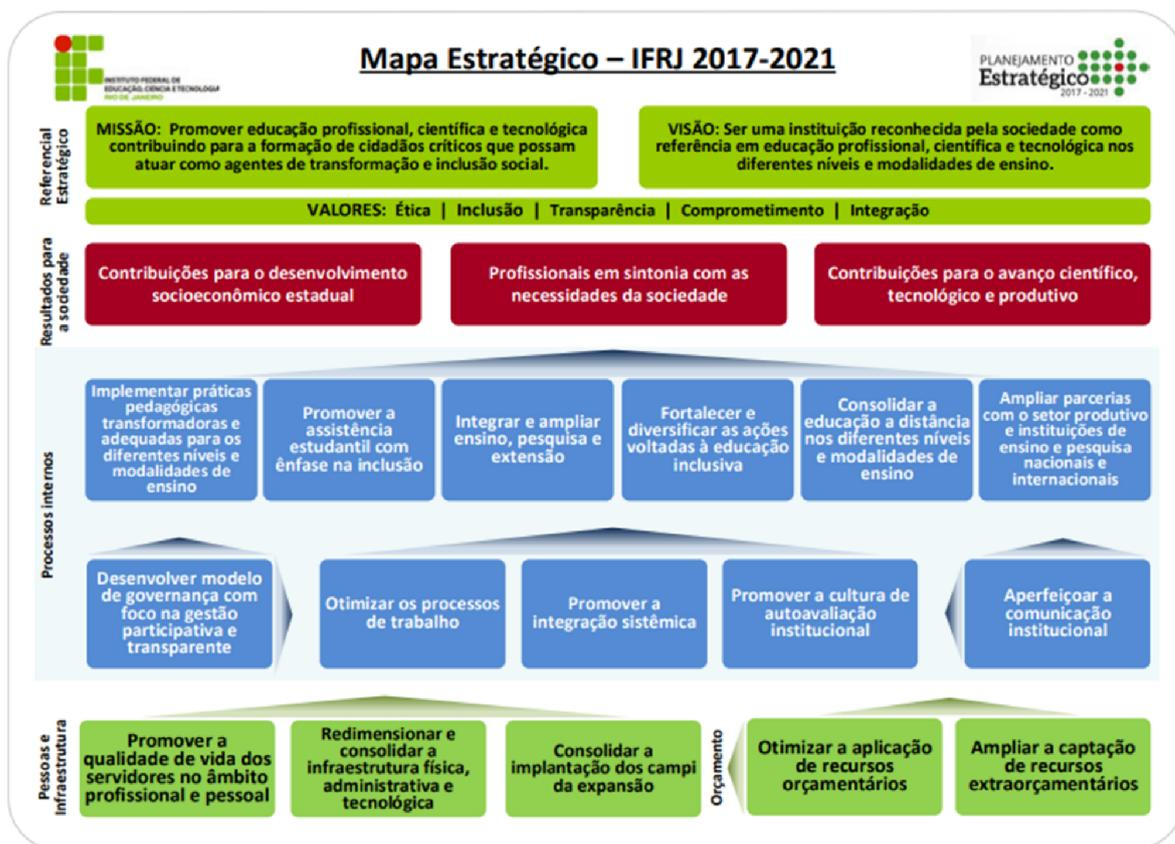 Mapa Estratégico – IFRJ 2017-2021
INSTITUTO FEDERAL DE
EDUCAÇÃO, CIÊNCIA E TECNOLOGIA
RIO DE JANEIRO
PLANEJAMENTO
Estratégico
2017 - 2021
Referencial
Estratégico
MISSÃO: Promover educação profissional, científica e tecnológica
contribuindo para a formação de cidadãos críticos que possam
atuar como agentes de transformação e inclusão social.
VISÃO: Ser uma instituição reconhecida pela sociedade como
referência em educação profissional, científica e tecnológica nos
diferentes níveis e modalidades de ensino.
VALORES: Ética | Inclusão | Transparência | Comprometimento | Integração
Resultados para
a sociedade
Contribuições para o desenvolvimento
socioeconômico estadual
Profissionais em sintonia com as
necessidades da sociedade
Contribuições para o avanço científico,
tecnológico e produtivo
Processos internos
Implementar práticas
pedagógicas
transformadoras e
adequadas para os
diferentes níveis e
modalidades de
ensino
Promover a
assistência
estudantil com
ênfase na inclusão
Integrar e ampliar
ensino, pesquisa e
extensão
Fortalecer e
diversificar as ações
voltadas à educação
inclusiva
Consolidar a
educação a distância
nos diferentes níveis
e modalidades de
ensino
Ampliar parcerias
com o setor produtivo
e instituições de
ensino e pesquisa
nacionais e
internacionais
Desenvolver modelo
de governança com
foco na gestão
participativa e
transparente
Otimizar os processos
de trabalho
Promover a
integração sistêmica
Promover a cultura de
autoavaliação
institucional
Aperfeiçoar a
comunicação
institucional
Pessoas e
Infraestrutura
Promover a
qualidade de vida dos
servidores no âmbito
profissional e pessoal
Redimensionar e
consolidar a
infraestrutura física,
administrativa e
tecnológica
Consolidar a
implantação dos campi
da expansão
Orçamento
Otimizar a aplicação
de recursos
orçamentários
Ampliar a captação
de recursos
extraorçamentários